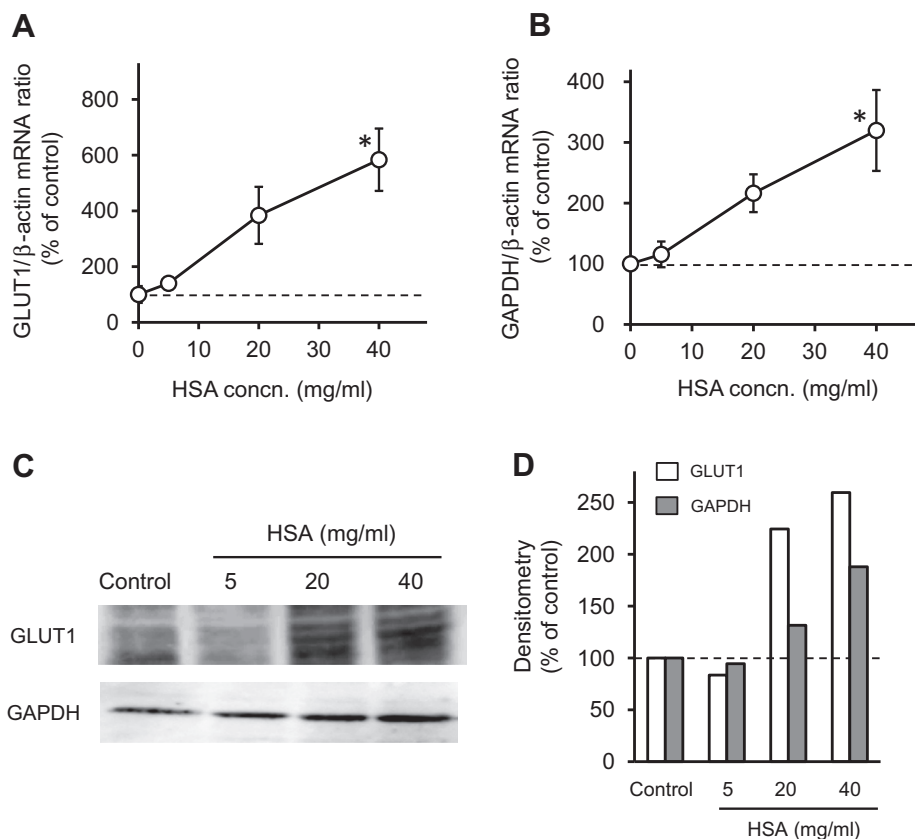 A
GLUT1/β-actin mRNA ratio
(% of control)
800
600
400
200
0
0 10 20 30 40
HSA concn. (mg/ml)
*
B
GAPDH/β-actin mRNA ratio
(% of control)
400
300
200
100
0
0 10 20 30 40
HSA concn. (mg/ml)
*
C
HSA (mg/ml)
Control 5 20 40
GLUT1
GAPDH
D
GLUT1
GAPDH
Densitometry
(% of control)
250
200
150
100
50
0
Control 5 20 40
HSA (mg/ml)